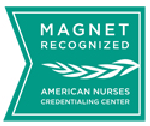 MAGNET
RECOGNIZED
AMERICAN NURSES
CREDENTIALING CENTER